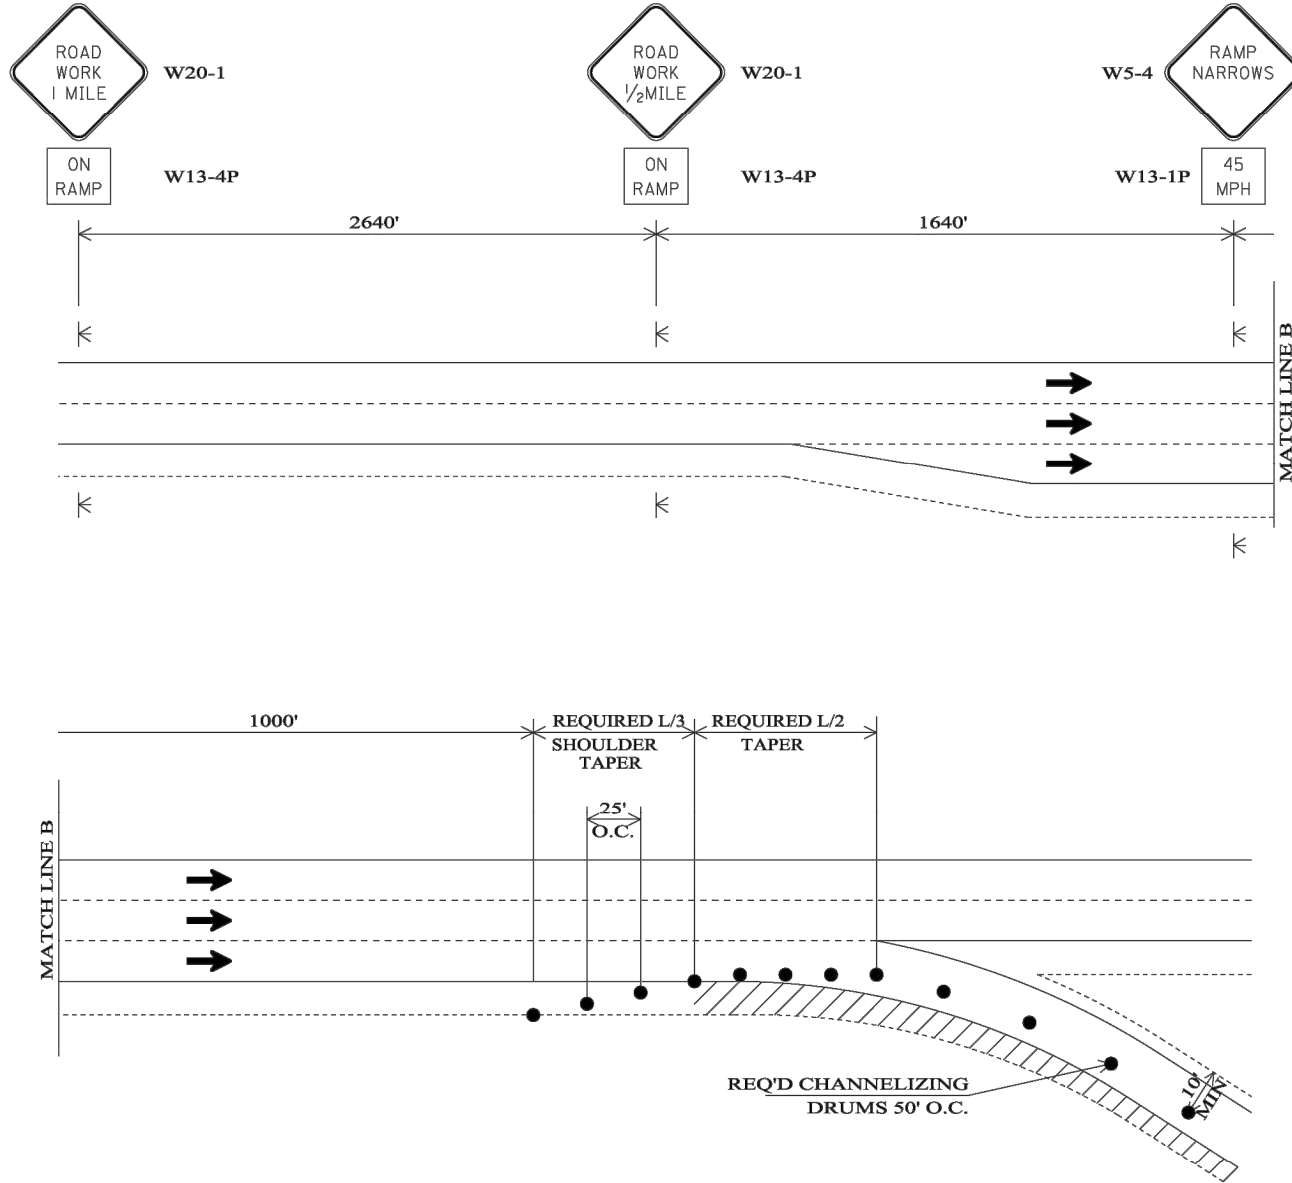 ROAD
WORK
1 MILE
W20-1
ROAD
WORK
1/2 MILE
W20-1
W5-4
RAMP
NARROWS
ON
RAMP
W13-4P
ON
RAMP
W13-4P
W13-1P
45
MPH
2640'
1640'
MATCH LINE B
1000'
REQUIRED L/3
SHOULDER
TAPER
REQUIRED L/2
TAPER
25'
O.C.
MATCH LINE B
REQ'D CHANNELIZING
DRUMS 50' O.C.
10'
MIN